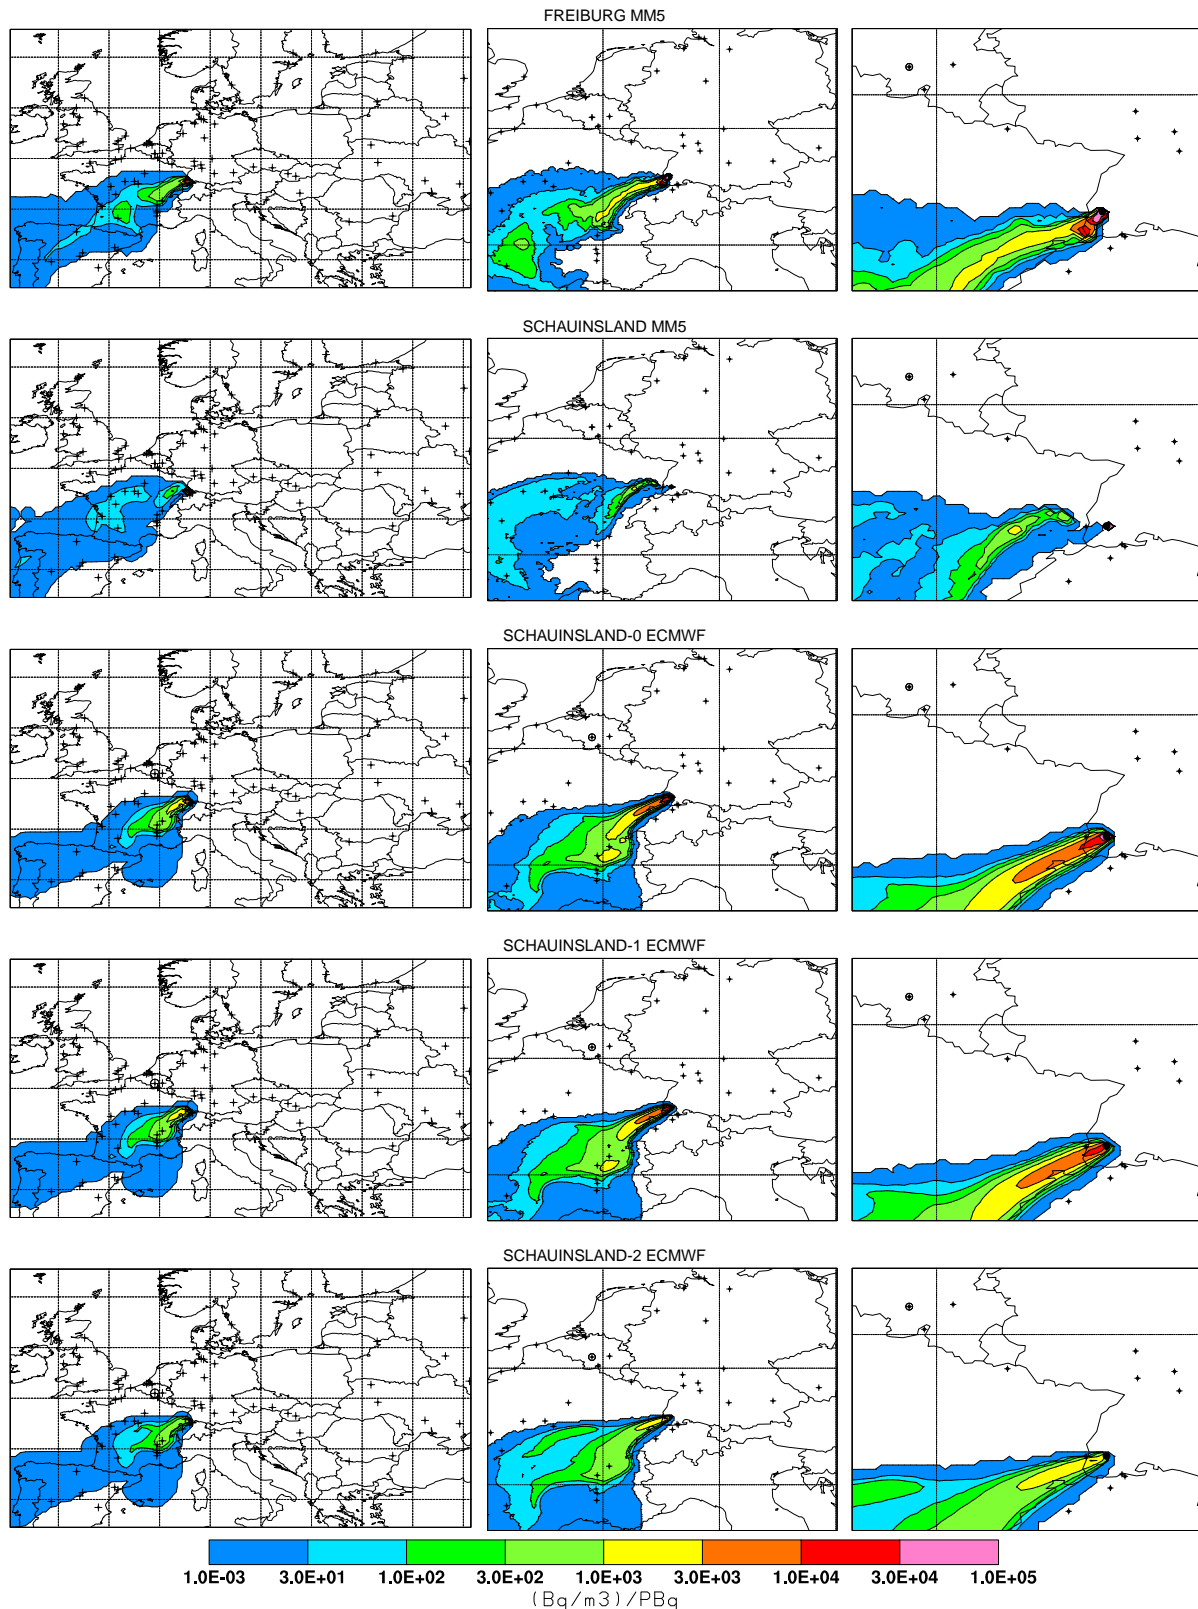 FREIBURG MM5
SCHAUINSLAND MM5
SCHAUINSLAND-0 ECMWF
SCHAUINSLAND-1 ECMWF
SCHAUINSLAND-2 ECMWF
1.0E-03 3.0E+01 1.0E+02 3.0E+02 1.0E+03 3.0E+03 1.0E+04 3.0E+04 1.0E+05
(Bq/m3)/PBq